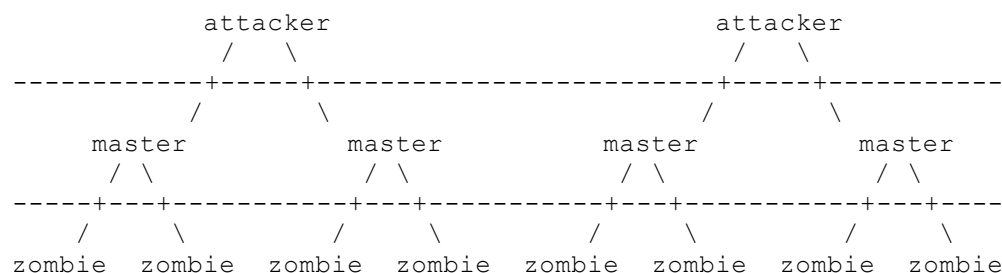 attacker attacker
/ \ / \
------------+-----+--------------------------+-----+------------
/ \ / \
master master master master
/ \ / \ / \ / \
-----+---+-----------+---+-----------+---+-----------+---+-----
/ \ / \ / \ / \
zombie zombie zombie zombie zombie zombie zombie zombie